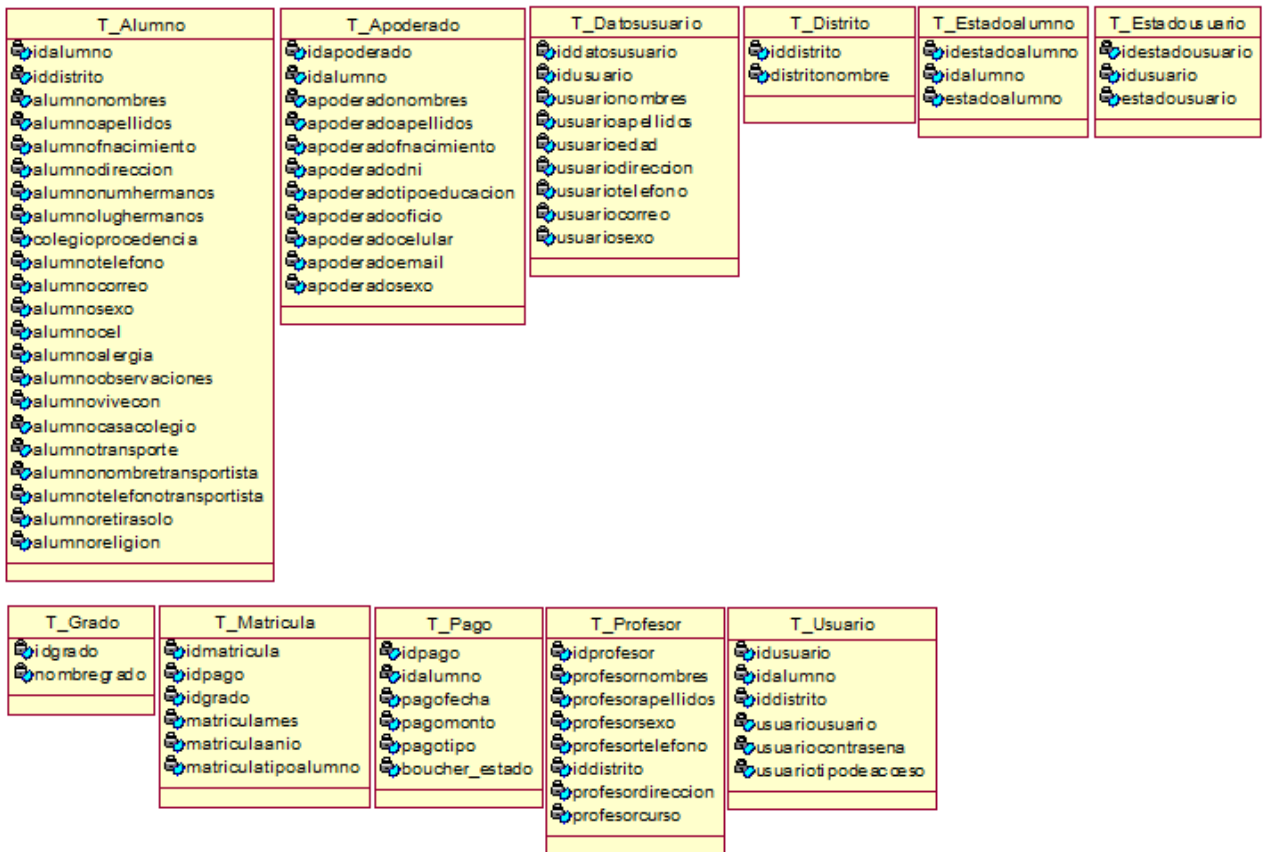 T_Alumno
idalumno
iddistrito
alumnonombres
alumnoapellidos
alumnofnacimiento
alumnodireccion
alumnonumhermanos
alumnolughermanos
colegioprocedencia
alumnotelefono
alumnocorreo
alumnosexo
alumnocel
alumnoalergia
alumnoobservaciones
alumnovivecon
alumnocasacolegio
alumnotransporte
alumnonombretransportista
alumnotelefonotransportista
alumnoretirasolo
alumnoreligion
T_Apoderado
idapoderado
idalumno
apoderadonombres
apoderadoapellidos
apoderadofnacimiento
apoderadodni
apoderadotipoeducacion
apoderadooficio
apoderadocelular
apoderadoemail
apoderadosexo
T_Datosusuario
iddatosusuario
idusuario
usuarionombres
usuarioapellidos
usuarioedad
usuariodireccion
usuariotelefono
usuariocorreo
usuariosexo
T_Distrito
iddistrito
distritonombre
T_Estadoalumno
idestadoalumno
idalumno
estadoalumno
T_Estadousuario
idestadousuario
idusuario
estadousuario
T_Grado
idgrado
nombregrado
T_Matricula
idmatricula
idpago
idgrado
matriculames
matriculaanio
matriculatipoalumno
T_Pago
idpago
idalumno
pagofecha
pagomonto
pagotipo
boucher_estado
T_Profesor
idprofesor
profesornombres
profesorapellidos
profesorsexo
profesortelefono
iddistrito
profesordireccion
profesorcurso
T_Usuario
idusuario
idalumno
iddistrito
usuariousuario
usuariocontrasena
usuariotipodeacceso